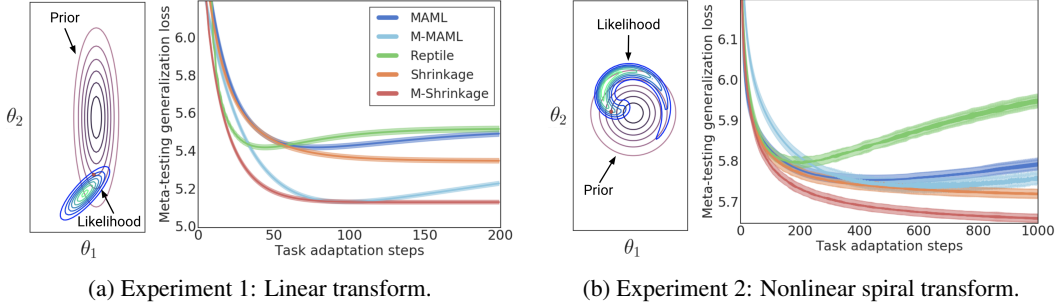 Prior
θ2
Likelihood
θ1
Meta-testing generalization loss
6.0
5.8
5.6
5.4
5.2
5.0
MAML
M-MAML
Reptile
Shrinkage
M-Shrinkage
0 50 100 150 200
Task adaptation steps
(a) Experiment 1: Linear transform.
Likelihood
θ2
Prior
θ1
Meta-testing generalization loss
6.1
6.0
5.9
5.8
5.7
0 200 400 600 800 1000
Task adaptation steps
(b) Experiment 2: Nonlinear spiral transform.